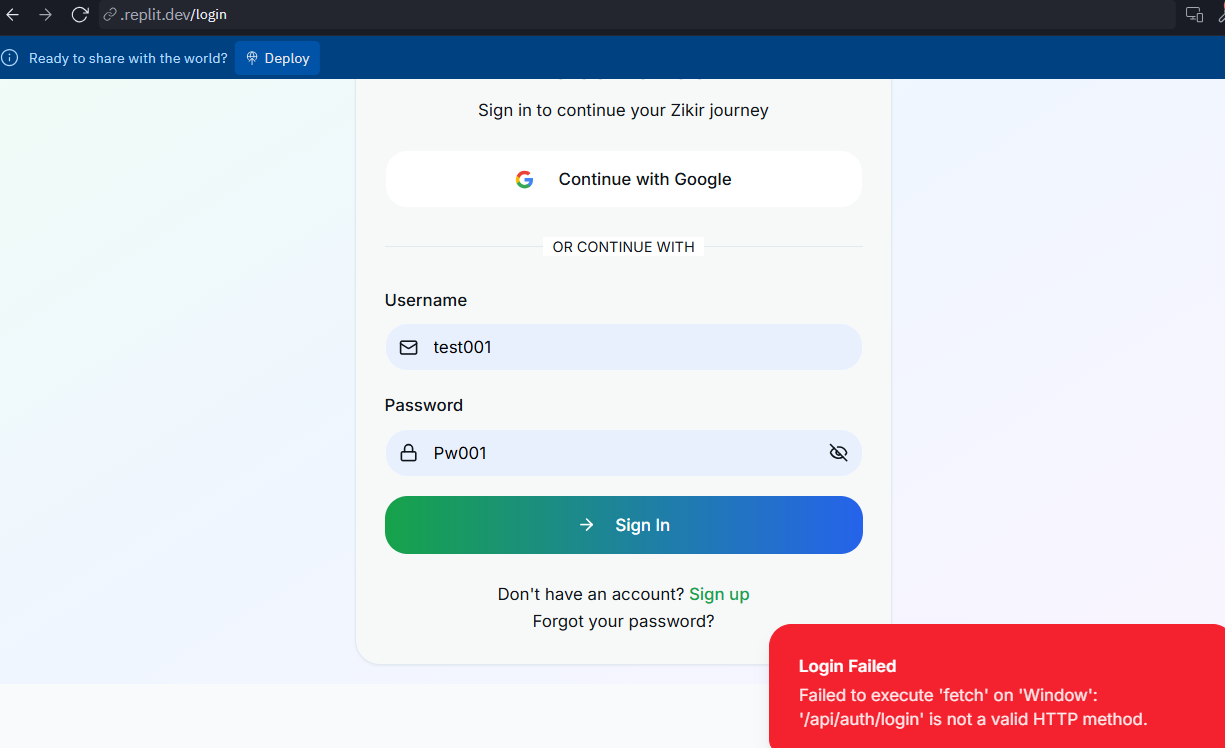 .replit.dev/login
Ready to share with the world? Deploy
Sign in to continue your Zikir journey
Continue with Google
OR CONTINUE WITH
Username
test001
Password
Pw001
Sign In
Don't have an account? Sign up
Forgot your password?
Login Failed
Failed to execute 'fetch' on 'Window':
'/api/auth/login' is not a valid HTTP method.